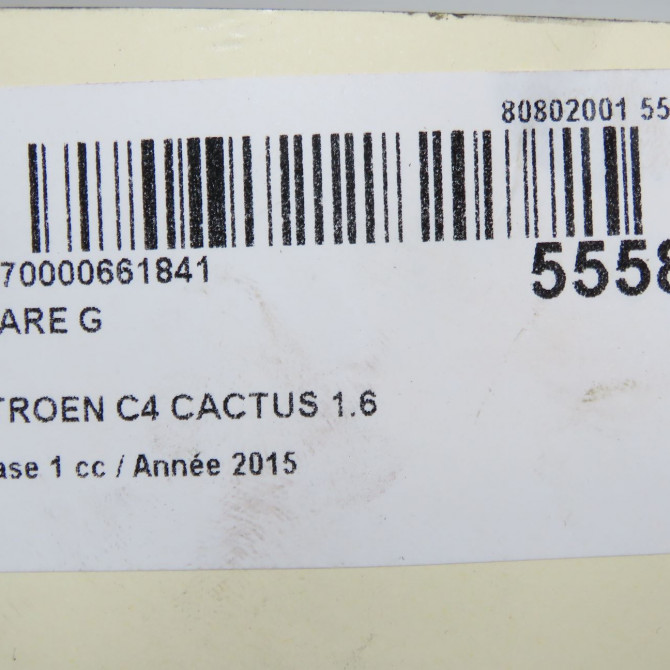 80802001 55
70000661841
5558
ARE G
TROEN C4 CACTUS 1.6
ase 1 cc / Année 2015